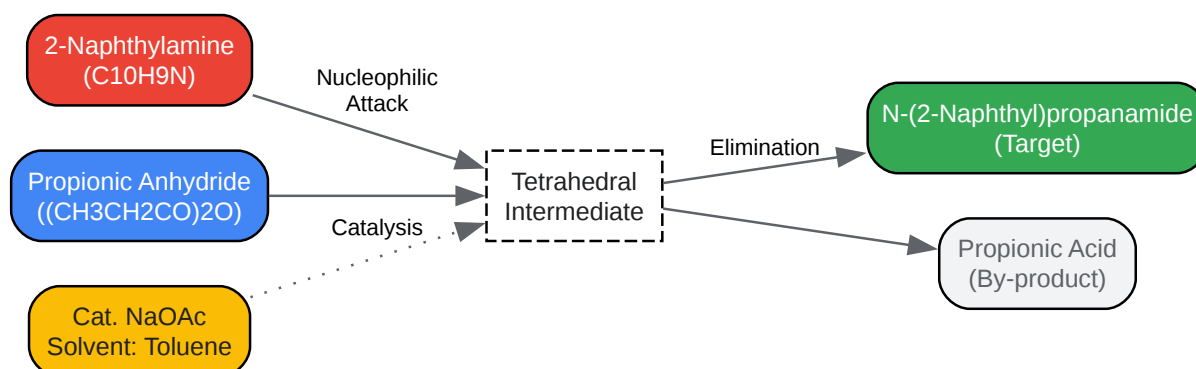 2-Naphthylamine
(C10H9N)
Nucleophilic
Attack
Propionic Anhydride
((CH3CH2CO)2O)
Catalysis
Cat. NaOAc
Solvent: Toluene
Tetrahedral
Intermediate
Elimination
N-(2-Naphthyl)propanamide
(Target)
Propionic Acid
(By-product)